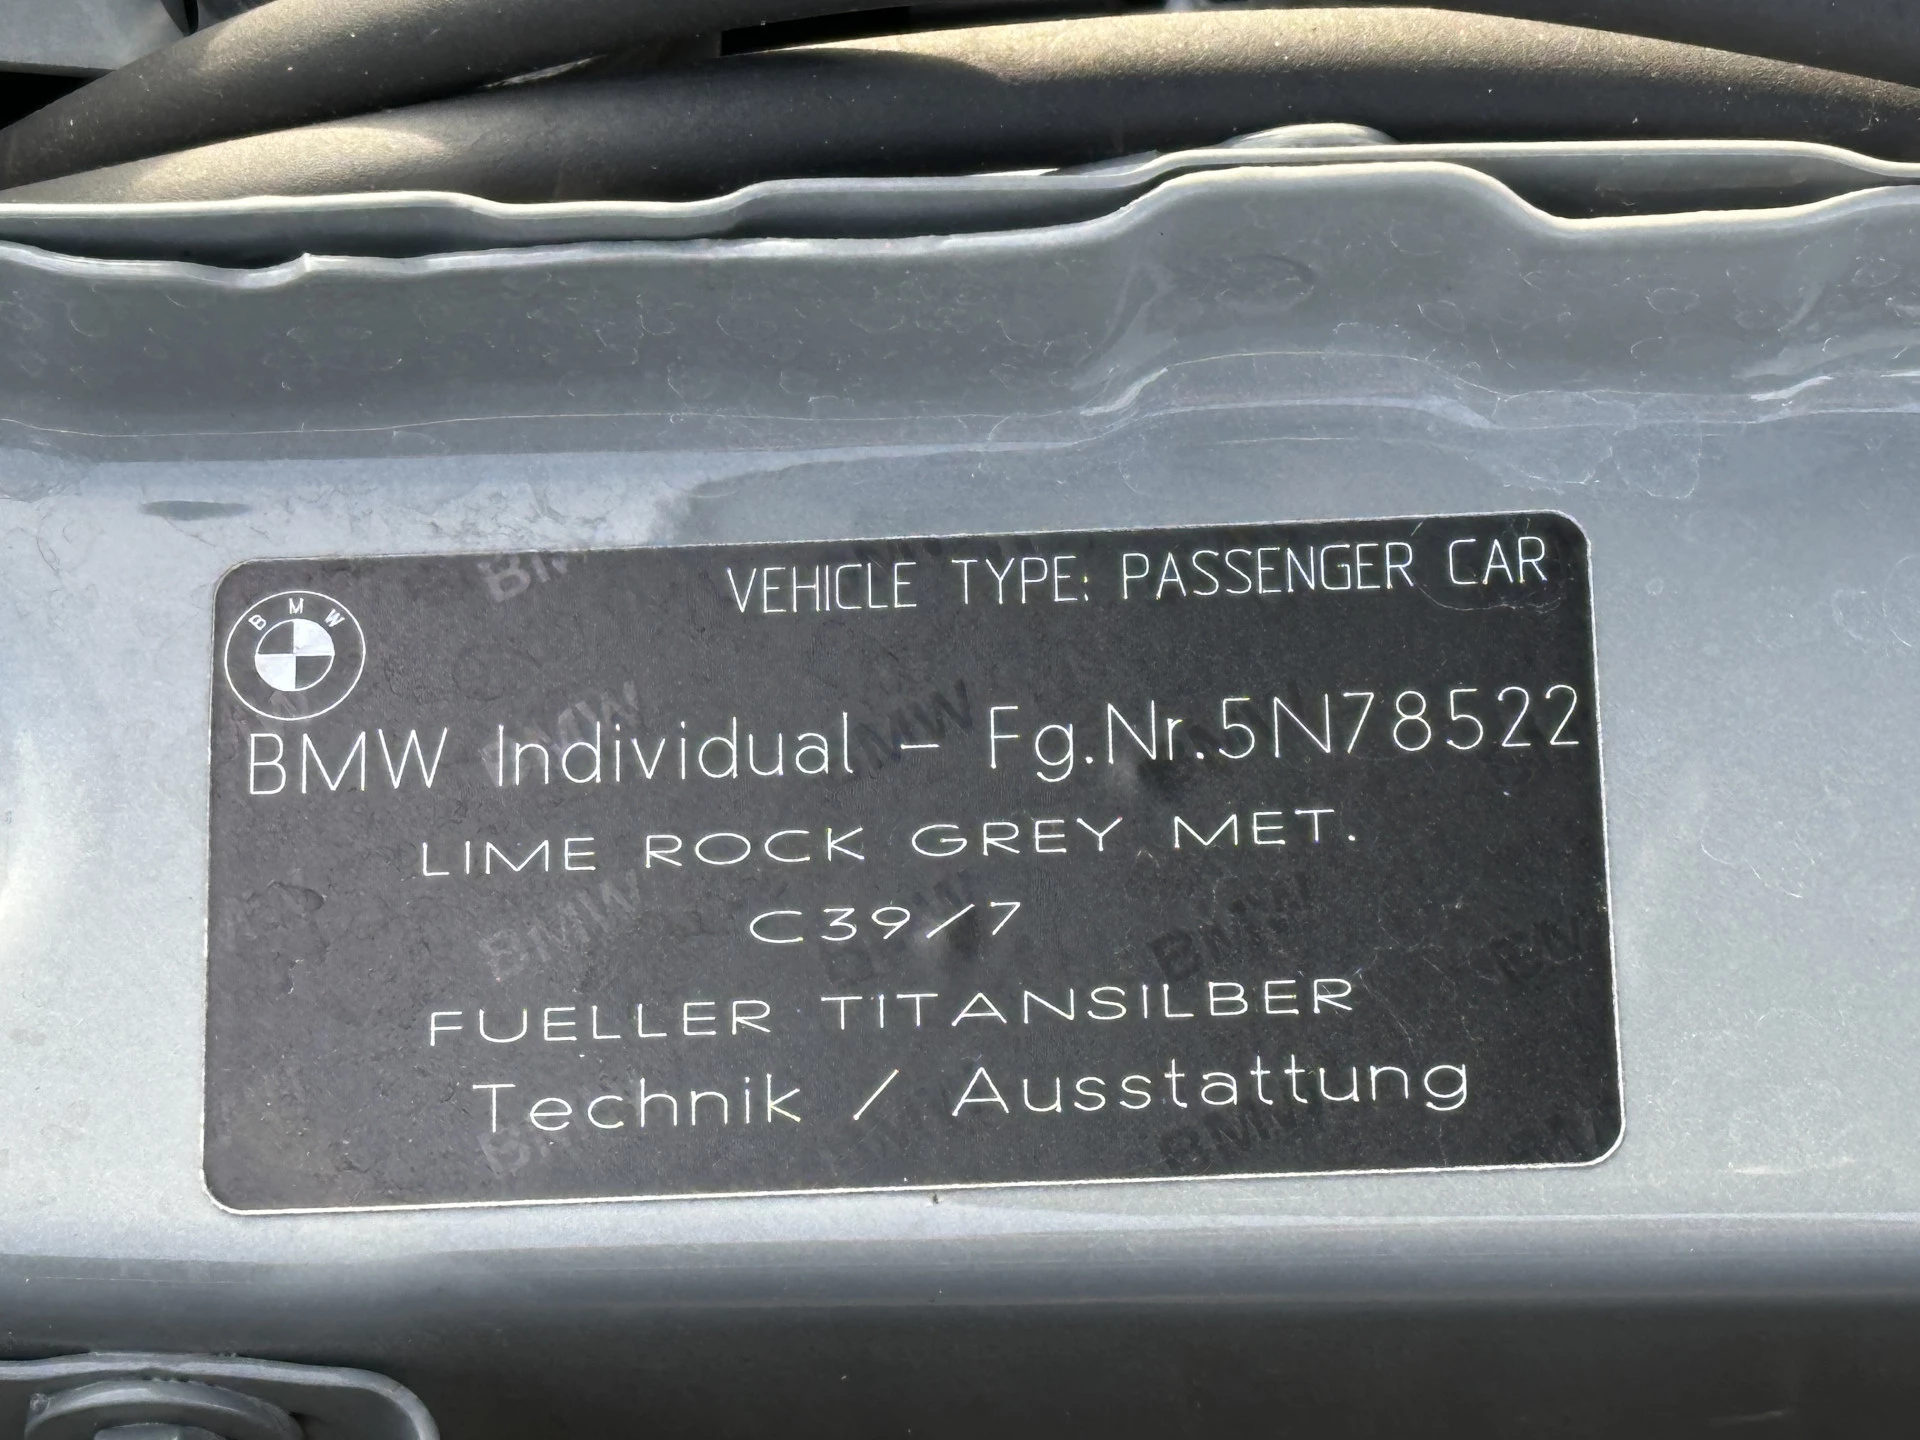 VEHICLE TYPE: PASSENGER CAR
BMW
BMW Individual - Fg.Nr.5N78522
LIME ROCK GREY MET.
C39/7
FUELLER TITANSILBER
Technik / Ausstattung